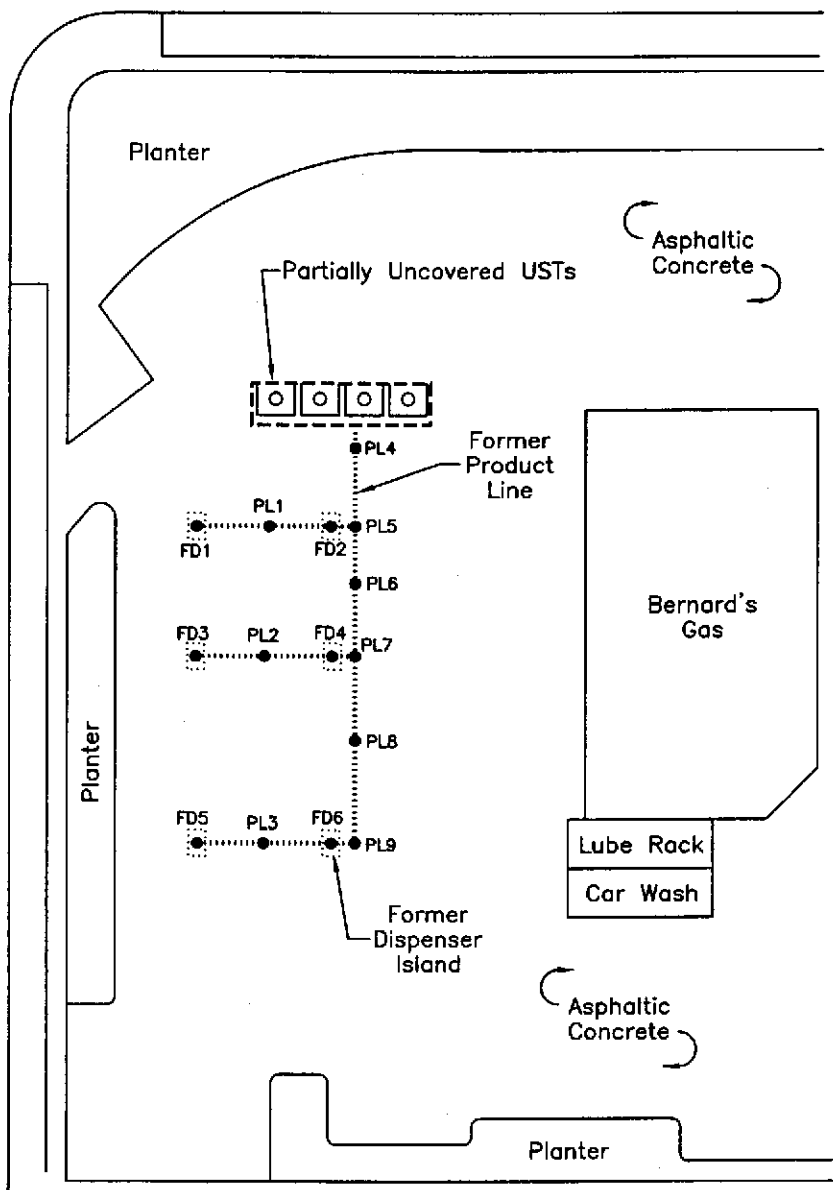 Planter
Asphaltic
Concrete
Partially Uncovered USTs
PL4
Former
Product
Line
PL1
PL5
FD1
FD2
PL6
Bernard's
Gas
FD3
PL2
FD4
PL7
Planter
PL8
FD5
PL3
FD6
PL9
Lube Rack
Car Wash
Former
Dispenser
Island
Asphaltic
Concrete
Planter